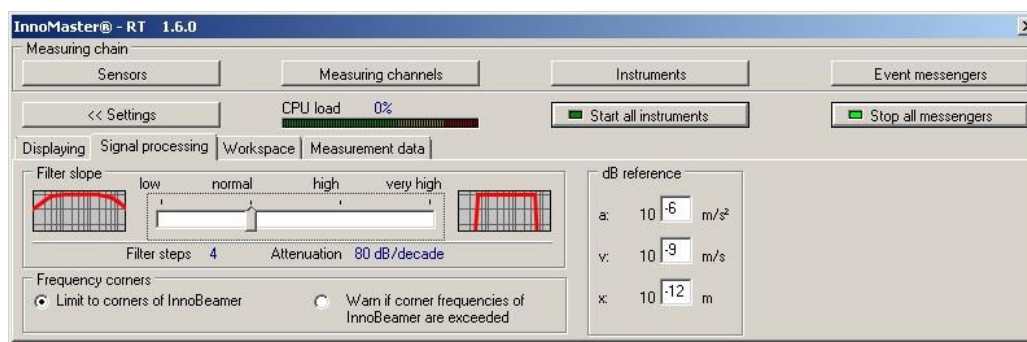 InnoMaster® - RT 1.6.0
Measuring chain
Sensors Measuring channels Instruments Event messengers
<< Settings CPU load 0% Start all instruments Stop all messengers
Displaying Signal processing Workspace Measurement data
Filter slope dB reference
low normal high very high
a: 10 -6 m/s²
Filter steps 4 Attenuation 80 dB/decade
v: 10 -9 m/s
Frequency corners
Limit to corners of InnoBeamer Warn if corner frequencies of
InnoBeamer are exceeded
x: 10 -12 m